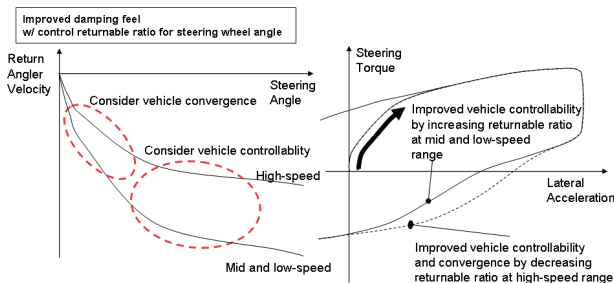 Improved damping feel
w/ control returnable ratio for steering wheel angle
Return
Angler
Velocity
Steering
Angle
Consider vehicle convergence
Consider vehicle controllablity
High-speed
Mid and low-speed
Steering
Torque
Improved vehicle controllability
by increasing returnable ratio
at mid and low-speed
range
Lateral
Acceleration
Improved vehicle controllability
and convergence by decreasing
returnable ratio at high-speed range